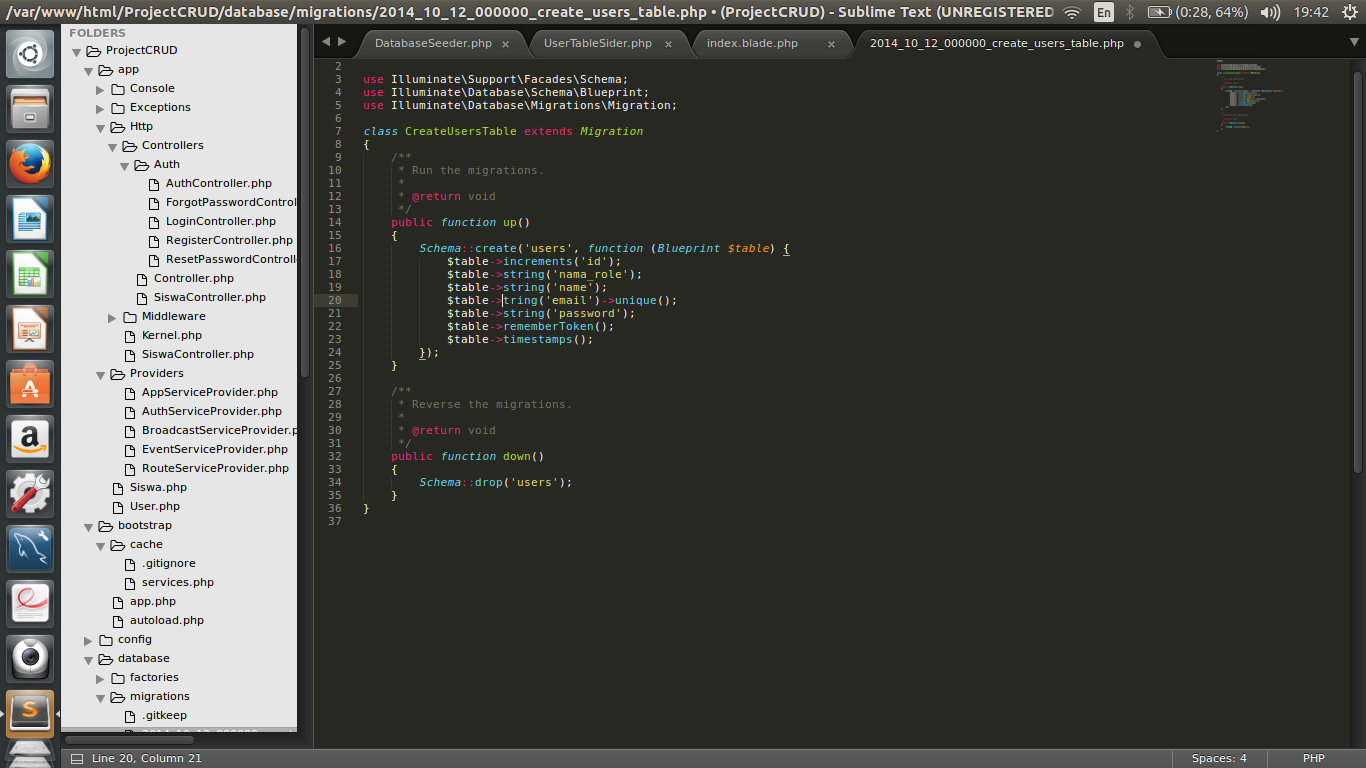 /var/www/html/ProjectCRUD/database/migrations/2014_10_12_000000_create_users_table.php • (ProjectCRUD) - Sublime Text (UNREGISTERED
En
(0:28, 64%)
19:42
FOLDERS
ProjectCRUD
app
Console
Exceptions
Http
Controllers
Auth
AuthController.php
ForgotPasswordControl
LoginController.php
RegisterController.php
ResetPasswordControll
Controller.php
SiswaController.php
Middleware
Kernel.php
SiswaController.php
Providers
AppServiceProvider.php
AuthServiceProvider.php
BroadcastServiceProvider.p
EventServiceProvider.php
RouteServiceProvider.php
Siswa.php
User.php
bootstrap
cache
.gitignore
services.php
app.php
autoload.php
config
database
factories
migrations
.gitkeep
DatabaseSeeder.php ×
UserTableSider.php ×
index.blade.php ×
2014_10_12_000000_create_users_table.php
2
3 use Illuminate\Support\Facades\Schema;
4 use Illuminate\Database\Schema\Blueprint;
5 use Illuminate\Database\Migrations\Migration;
6
7 class CreateUsersTable extends Migration
8 {
9     /**
10      * Run the migrations.
11      *
12      * @return void
13      */
14     public function up()
15     {
16         Schema::create('users', function (Blueprint $table) {
17             $table->increments('id');
18             $table->string('nama_role');
19             $table->string('name');
20             $table->tring('email')->unique();
21             $table->string('password');
22             $table->rememberToken();
23             $table->timestamps();
24         });
25     }
26
27     /**
28      * Reverse the migrations.
29      *
30      * @return void
31      */
32     public function down()
33     {
34         Schema::drop('users');
35     }
36 }
37
Line 20, Column 21
Spaces: 4
PHP